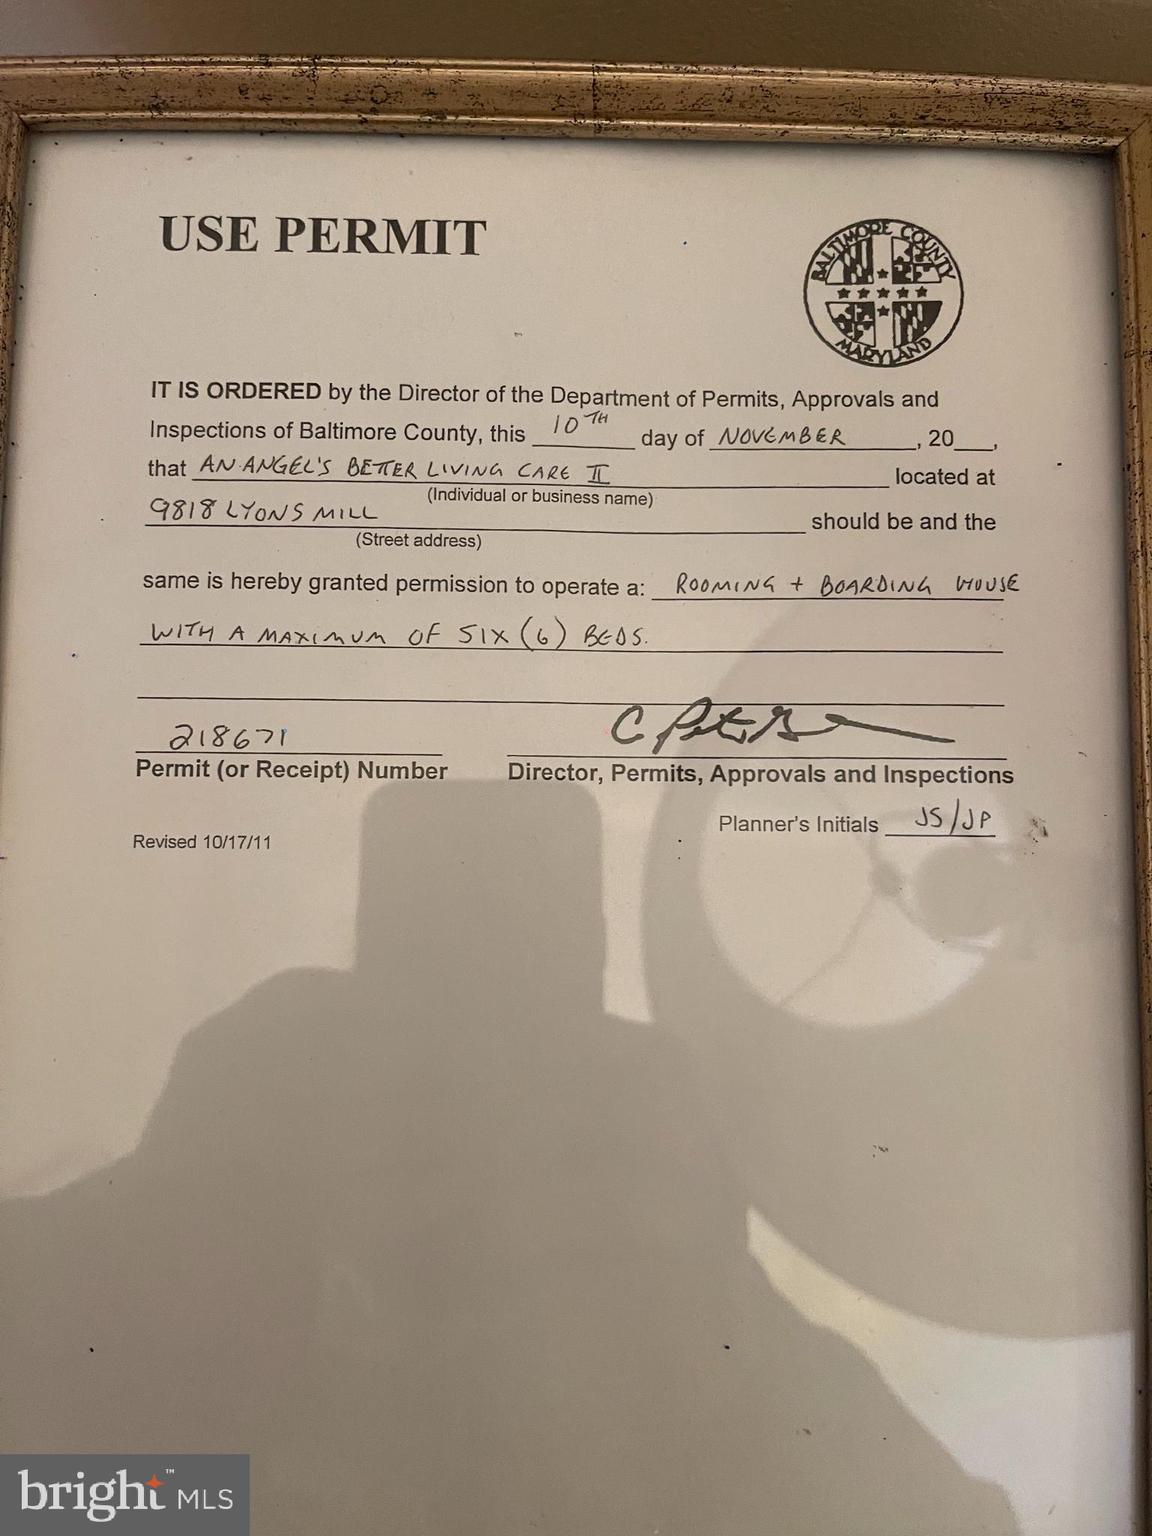 USE PERMIT
BALTIMORE COUNTY
MARYLAND
IT IS ORDERED by the Director of the Department of Permits, Approvals and
Inspections of Baltimore County, this 10TH day of NOVEMBER, 20___,
that AN ANGEL'S BETTER LIVING CARE II located at
(Individual or business name)
9818 LYONS MILL should be and the
(Street address)
same is hereby granted permission to operate a: ROOMING + BOARDING HOUSE
WITH A MAXIMUM OF SIX (6) BEDS.
218671
Permit (or Receipt) Number Director, Permits, Approvals and Inspections
Planner's Initials JS/JP
Revised 10/17/11
bright™ MLS